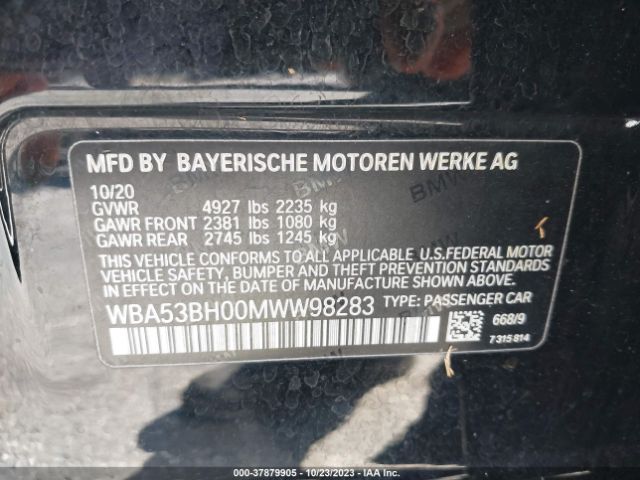 MFD BY BAYERISCHE MOTOREN WERKE AG
10/20
GVWR 4927 lbs 2235 kg
GAWR FRONT 2381 lbs 1080 kg
GAWR REAR 2745 lbs 1245 kg
THIS VEHICLE CONFORMS TO ALL APPLICABLE U.S.FEDERAL MOTOR
VEHICLE SAFETY, BUMPER AND THEFT PREVENTION STANDARDS
IN EFFECT ON THE DATE OF MANUFACTURE SHOWN ABOVE.
WBA53BH00MWW98283 TYPE: PASSENGER CAR
668/9
7 315 814
000-37879905 - 10/23/2023 - IAA Inc.